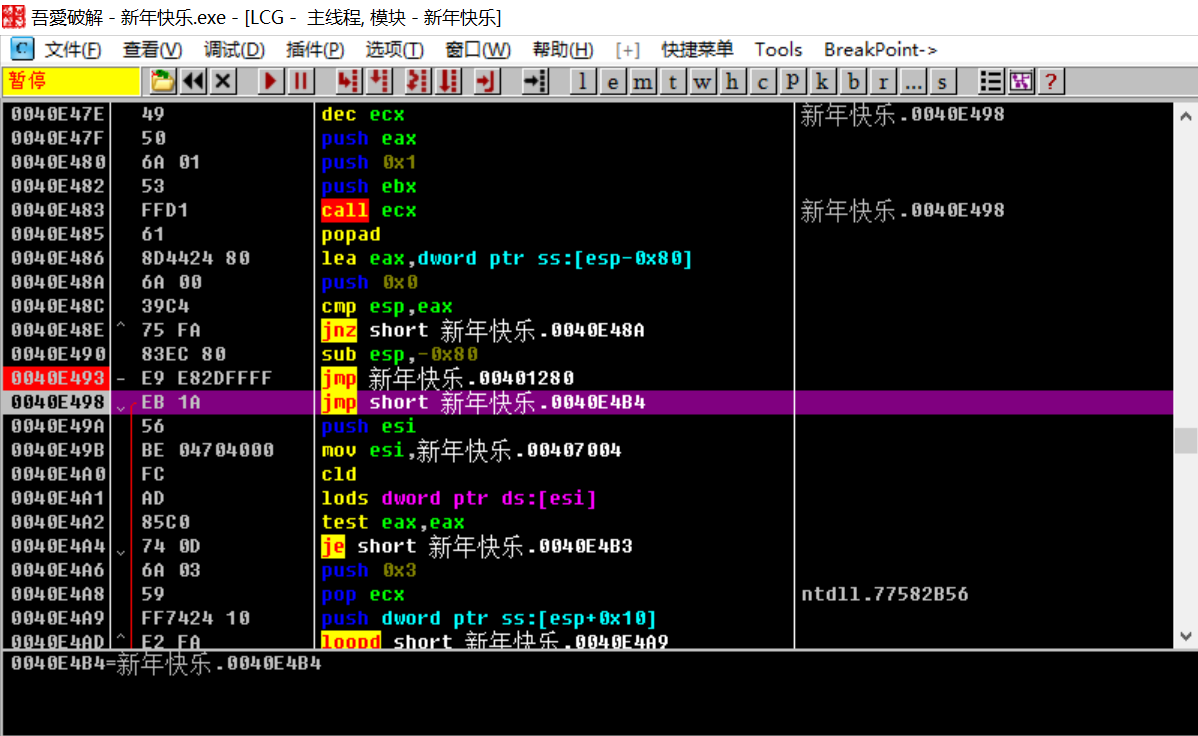 吾愛破解 - 新年快乐.exe - [LCG - 主线程, 模块 - 新年快乐]
C 文件(F) 查看(V) 调试(D) 插件(P) 选项(T) 窗口(W) 帮助(H) [+] 快捷菜单 Tools BreakPoint->
暂停 l e m t w h c P k b r ... s ?
0040E47E 49 dec ecx 新年快乐.0040E498
0040E47F 50 push eax
0040E480 6A 01 push 0x1
0040E482 53 push ebx
0040E483 FFD1 call ecx 新年快乐.0040E498
0040E485 61 popad
0040E486 8D4424 80 lea eax,dword ptr ss:[esp-0x80]
0040E48A 6A 00 push 0x0
0040E48C 39C4 cmp esp,eax
0040E48E ^ 75 FA jnz short 新年快乐.0040E48A
0040E490 83EC 80 sub esp,-0x80
0040E493 - E9 E82DFFFF jmp 新年快乐.00401280
0040E498 EB 1A jmp short 新年快乐.0040E4B4
0040E49A 56 push esi
0040E49B BE 04704000 mov esi,新年快乐.00407004
0040E4A0 FC cld
0040E4A1 AD lods dword ptr ds:[esi]
0040E4A2 85C0 test eax,eax
0040E4A4 74 0D je short 新年快乐.0040E4B3
0040E4A6 6A 03 push 0x3
0040E4A8 59 pop ecx ntdll.77582B56
0040E4A9 FF7424 10 push dword ptr ss:[esp+0x10]
0040E4AD ^ E2 FA loopd short 新年快乐.0040E4A9
0040E4B4=新年快乐.0040E4B4